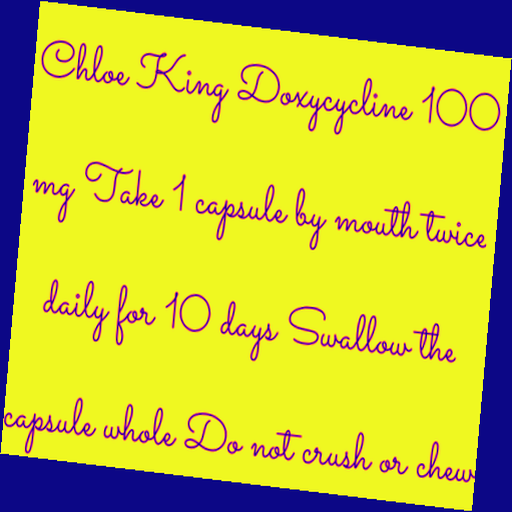 Chloe King Doxycycline 100
mg Take 1 capsule by mouth twice
daily for 10 days Swallow the
capsule whole Do not crush or chew